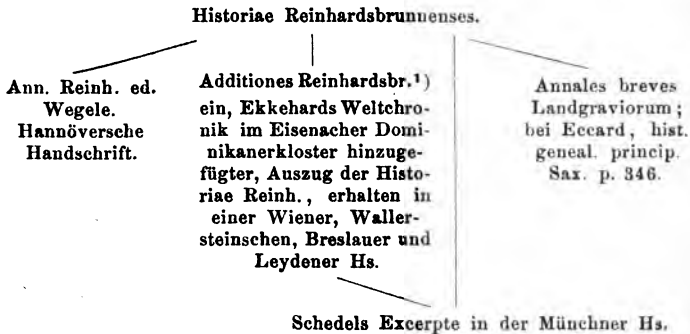 Historiae Reinhardsbrunnenses.
Ann. Reinh. ed.
Wegele.
Hannöversche
Handschrift.
Additiones Reinhardsbr.¹)
ein, Ekkehards Weltchro-
nik im Eisenacher Domi-
nikanerkloster hinzuge-
fügter, Auszug der Histo-
riae Reinh., erhalten in
einer Wiener, Waller-
steinschen, Breslauer und
Leydener Hs.
Annales breves
Landgraviorum;
bei Eccard, hist.
geneal. princip.
Sax. p. 346.
Schedels Excerpte in der Münchner Hs.